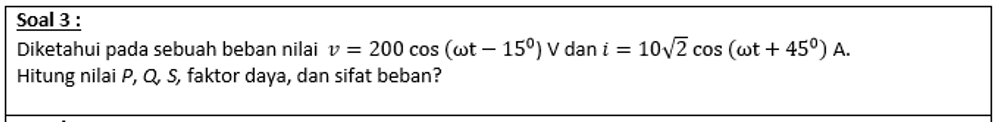 Soal 3 :
Diketahui pada sebuah beban nilai v = 200 cos (ωt − 15⁰) V dan i = 10√2 cos (ωt + 45⁰) A.
Hitung nilai P, Q, S, faktor daya, dan sifat beban?